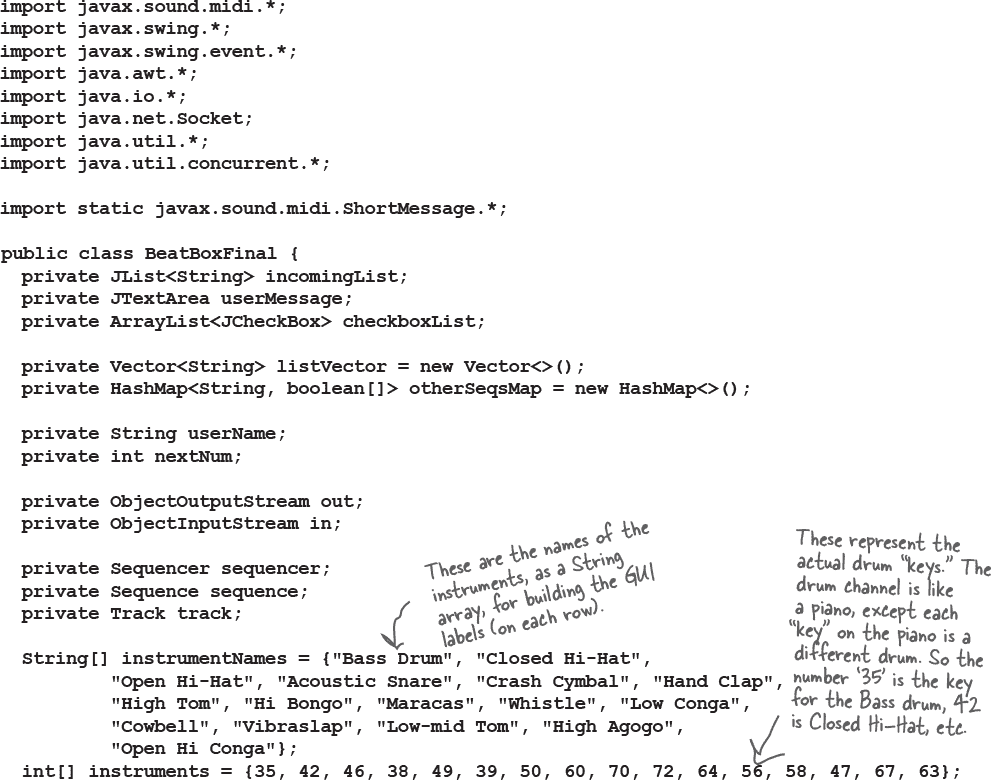 import javax.sound.midi.*;
import javax.swing.*;
import javax.swing.event.*;
import java.awt.*;
import java.io.*;
import java.net.Socket;
import java.util.*;
import java.util.concurrent.*;
import static javax.sound.midi.ShortMessage.*;
public class BeatBoxFinal {
private JList<String> incomingList;
private JTextArea userMessage;
private ArrayList<JCheckBox> checkboxList;
private Vector<String> listVector = new Vector<>();
private HashMap<String, boolean[]> otherSeqsMap = new HashMap<>();
private String userName;
private int nextNum;
private ObjectOutputStream out;
private ObjectInputStream in;
private Sequencer sequencer;
private Sequence sequence;
private Track track;
These are the names of the
instruments, as a String
array, for building the GUI
labels (on each row).
These represent the
actual drum “keys.” The
drum channel is like
a piano, except each
“key” on the piano is a
different drum. So the
number ‘35’ is the key
for the Bass drum, 42
is Closed Hi-Hat, etc.
String[] instrumentNames = {"Bass Drum", "Closed Hi-Hat",
"Open Hi-Hat", "Acoustic Snare", "Crash Cymbal", "Hand Clap",
"High Tom", "Hi Bongo", "Maracas", "Whistle", "Low Conga",
"Cowbell", "Vibraslap", "Low-mid Tom", "High Agogo",
"Open Hi Conga"};
int[] instruments = {35, 42, 46, 38, 49, 39, 50, 60, 70, 72, 64, 56, 58, 47, 67, 63};